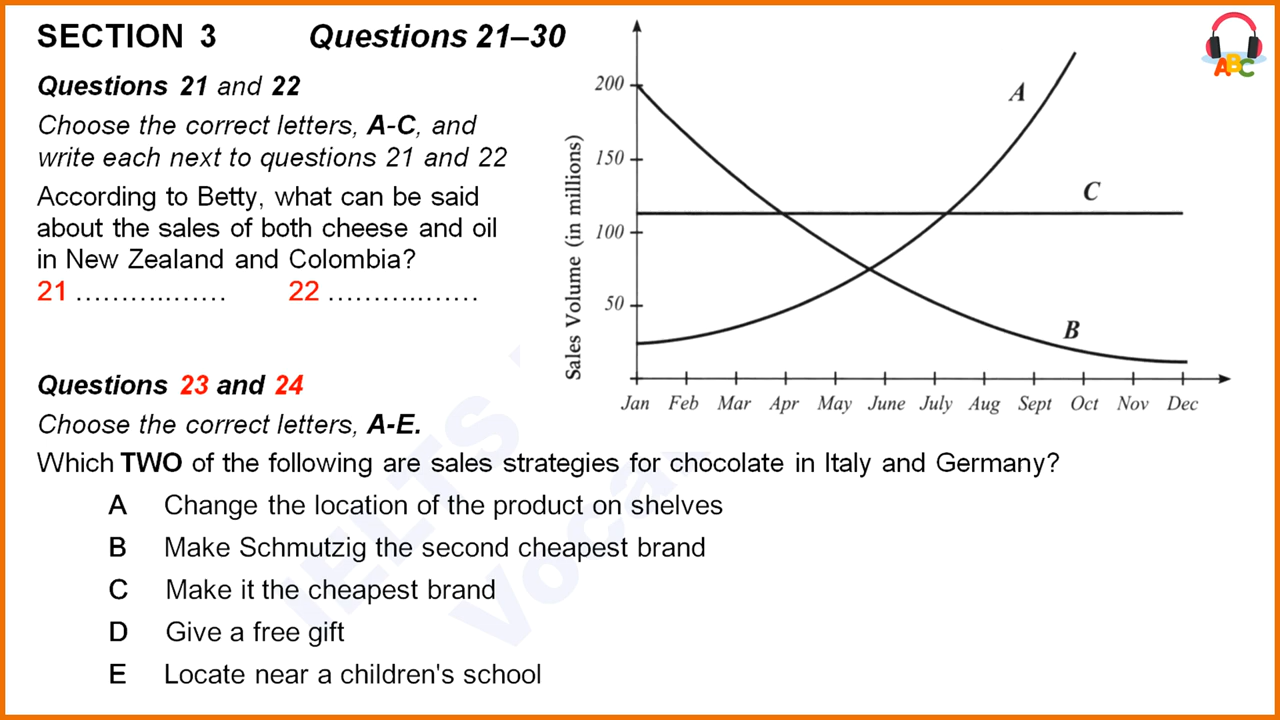 SECTION 3 Questions 21–30
Questions 21 and 22
Choose the correct letters, A-C, and
write each next to questions 21 and 22
According to Betty, what can be said
about the sales of both cheese and oil
in New Zealand and Colombia?
21 ………..…… 22 ………..……
Sales Volume (in millions)
200
150
100
50
A
C
B
Jan Feb Mar Apr May June July Aug Sept Oct Nov Dec
Questions 23 and 24
Choose the correct letters, A-E.
Which TWO of the following are sales strategies for chocolate in Italy and Germany?
A Change the location of the product on shelves
B Make Schmutzig the second cheapest brand
C Make it the cheapest brand
D Give a free gift
E Locate near a children's school
ABC
IELTS